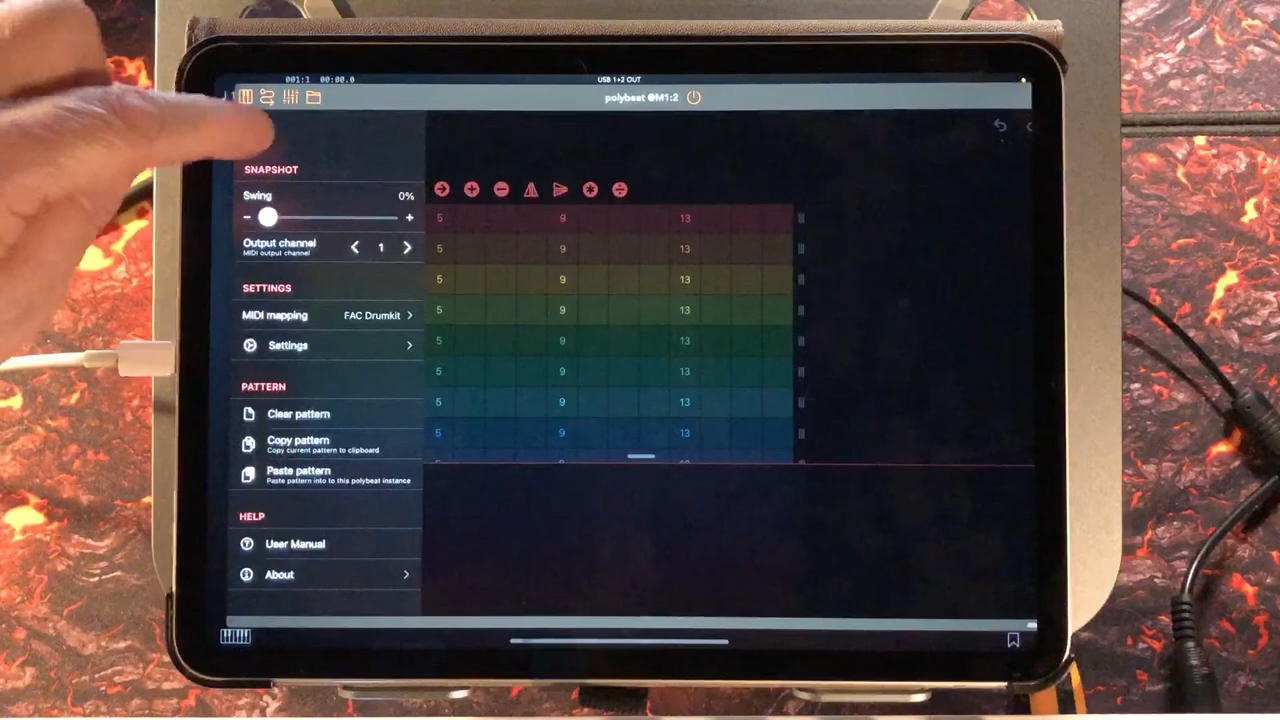 001:1 00:00.0
USB 1+2 OUT
polybeat @M1:2
SNAPSHOT
Swing 0%
Output channel 1
MIDI output channel
SETTINGS
MIDI mapping FAC Drumkit
Settings
PATTERN
Clear pattern
Copy pattern
Copy current pattern to clipboard
Paste pattern
Paste pattern into to this polybeat instance
HELP
User Manual
About
5 9 13
5 9 13
5 9 13
5 9 13
5 9 13
5 9 13
5 9 13
5 9 13